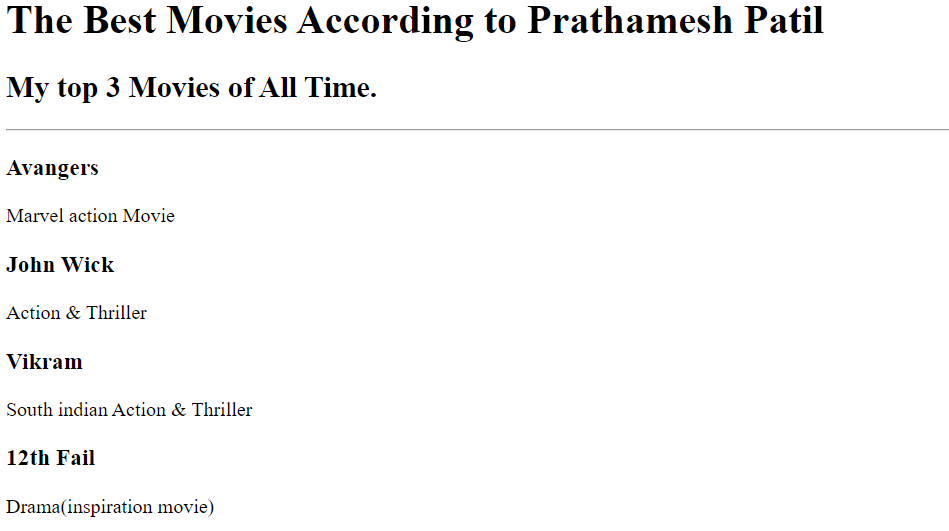 The Best Movies According to Prathamesh Patil
My top 3 Movies of All Time.
Avangers
Marvel action Movie
John Wick
Action & Thriller
Vikram
South indian Action & Thriller
12th Fail
Drama(inspiration movie)